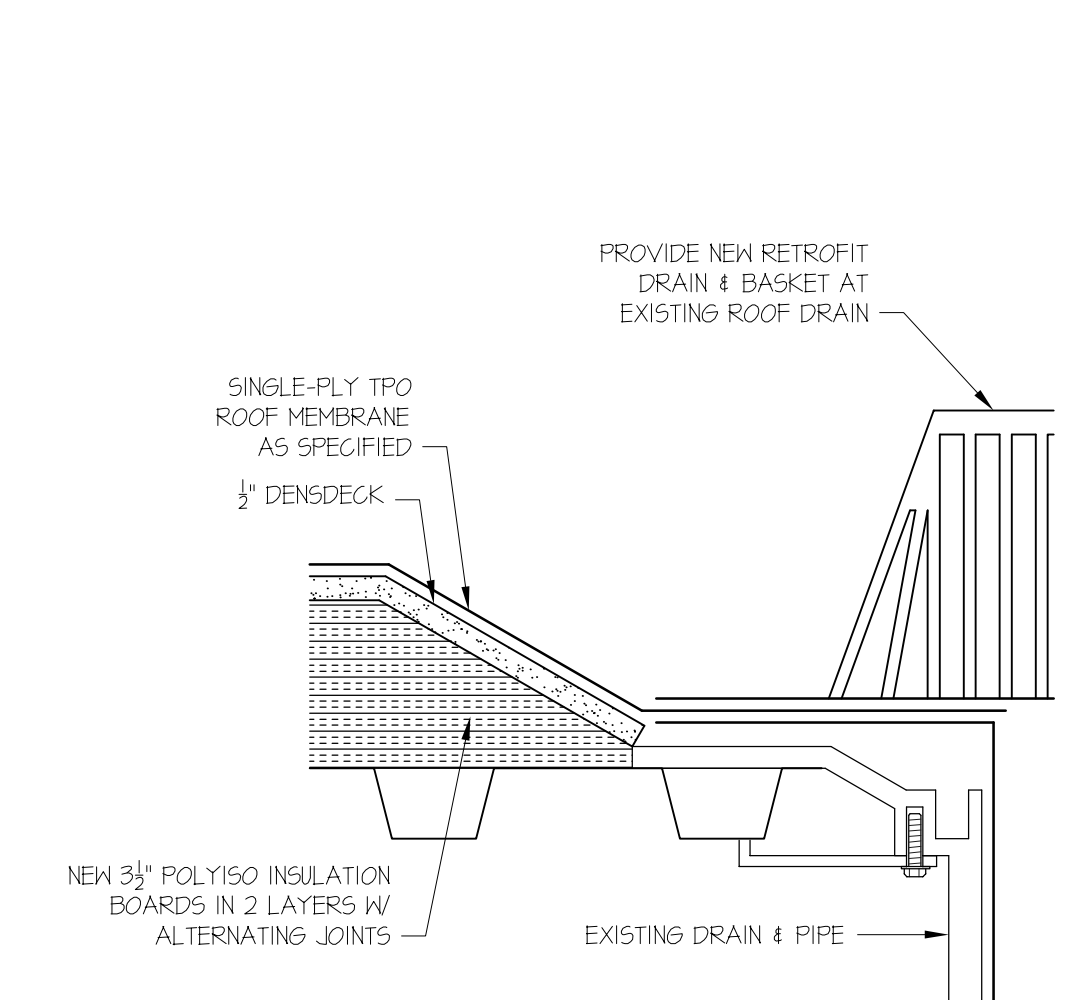 PROVIDE NEW RETROFIT
DRAIN & BASKET AT
EXISTING ROOF DRAIN
SINGLE-PLY TPO
ROOF MEMBRANE
AS SPECIFIED
½" DENSDECK
NEW 3½" POLYISO INSULATION
BOARDS IN 2 LAYERS W/
ALTERNATING JOINTS
EXISTING DRAIN & PIPE